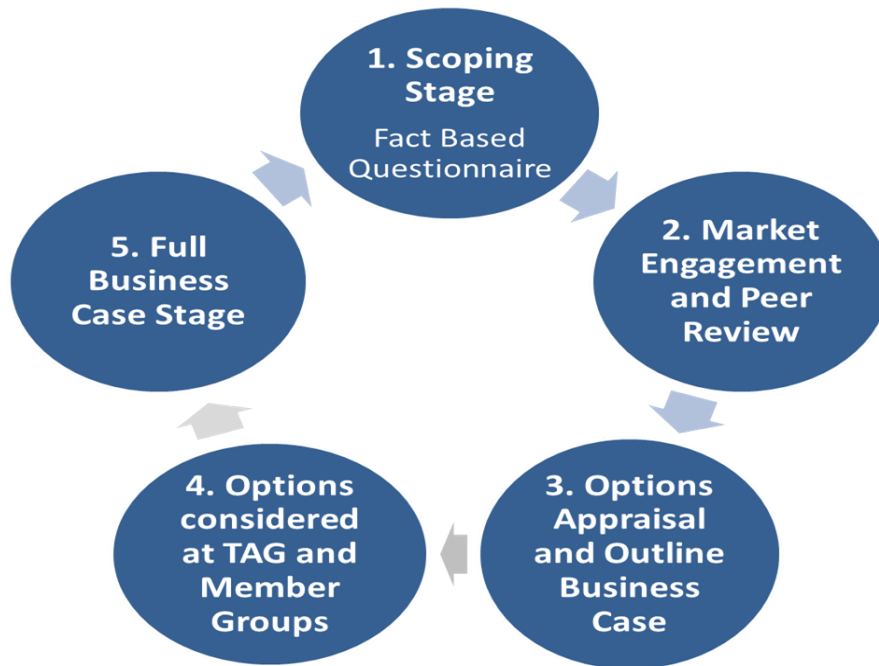 1. Scoping
Stage
Fact Based
Questionnaire
2. Market
Engagement
and Peer
Review
3. Options
Appraisal
and Outline
Business
Case
4. Options
considered
at TAG and
Member
Groups
5. Full
Business
Case Stage